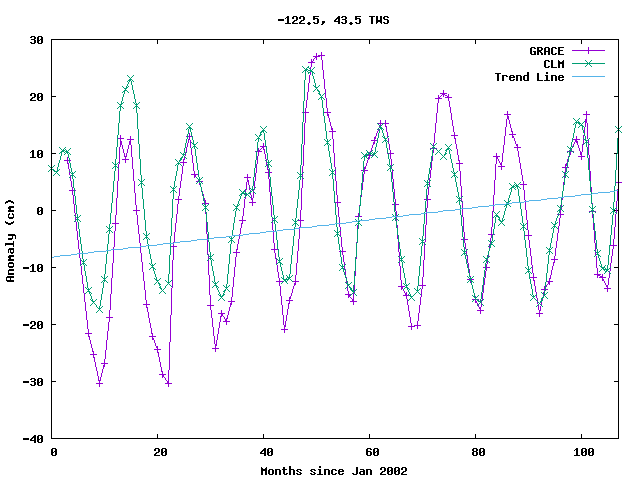 -122.5, 43.5 TWS
GRACE
CLM
Trend Line
30
20
10
0
-10
-20
-30
-40
Anomaly (cm)
0 20 40 60 80 100
Months since Jan 2002